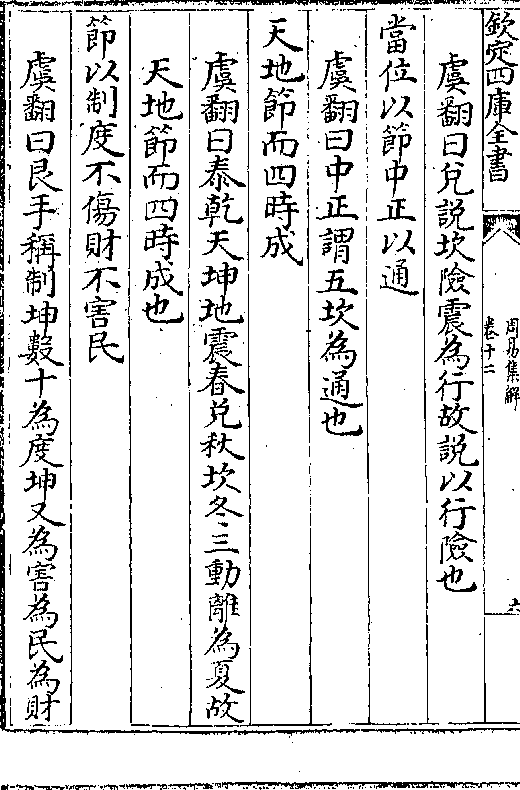 欽定四庫全書
周易集解
卷十二
六
虞翻曰兌説坎險震為行故説以行險也
當位以節中正以通
虞翻曰中正謂五坎為通也
天地節而四時成
虞翻曰泰乾天坤地震春兌秋坎冬三動離為夏故
天地節而四時成也
節以制度不傷財不害民
虞翻曰艮手稱制坤數十為度坤又為害為民為財